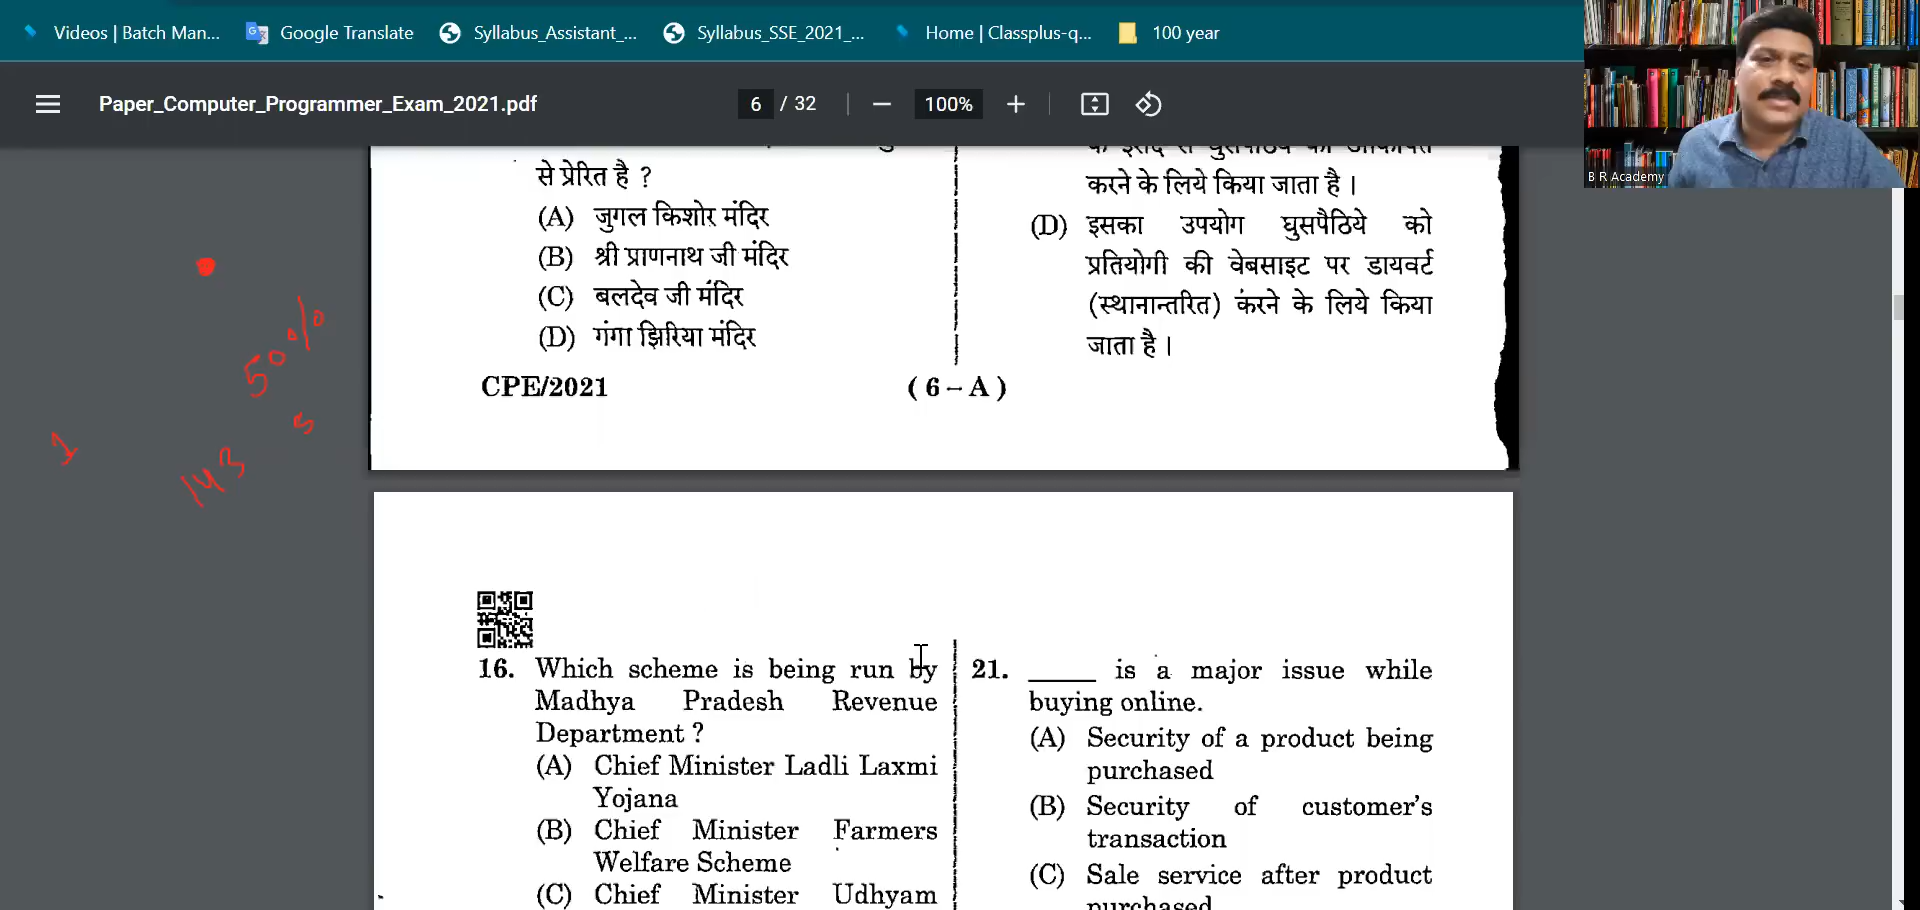 Videos | Batch Man...
Google Translate
Syllabus_Assistant_...
Syllabus_SSE_2021_...
Home | Classplus-q...
100 year
Paper_Computer_Programmer_Exam_2021.pdf
6 / 32
100%
B R Academy
से प्रेरित है ?
(A) जुगल किशोर मंदिर
(B) श्री प्राणनाथ जी मंदिर
(C) बलदेव जी मंदिर
(D) गंगा झिरिया मंदिर
करने के लिये किया जाता है ।
(D) इसका उपयोग घुसपैठिये को
प्रतियोगी की वेबसाइट पर डायवर्ट
(स्थानान्तरित) करने के लिये किया
जाता है ।
CPE/2021
( 6 – A )
50%
5
1
143
16. Which scheme is being run by
Madhya Pradesh Revenue
Department ?
(A) Chief Minister Ladli Laxmi
Yojana
(B) Chief Minister Farmers
Welfare Scheme
(C) Chief Minister Udhyam
21. _____ is a major issue while
buying online.
(A) Security of a product being
purchased
(B) Security of customer's
transaction
(C) Sale service after product
purchased